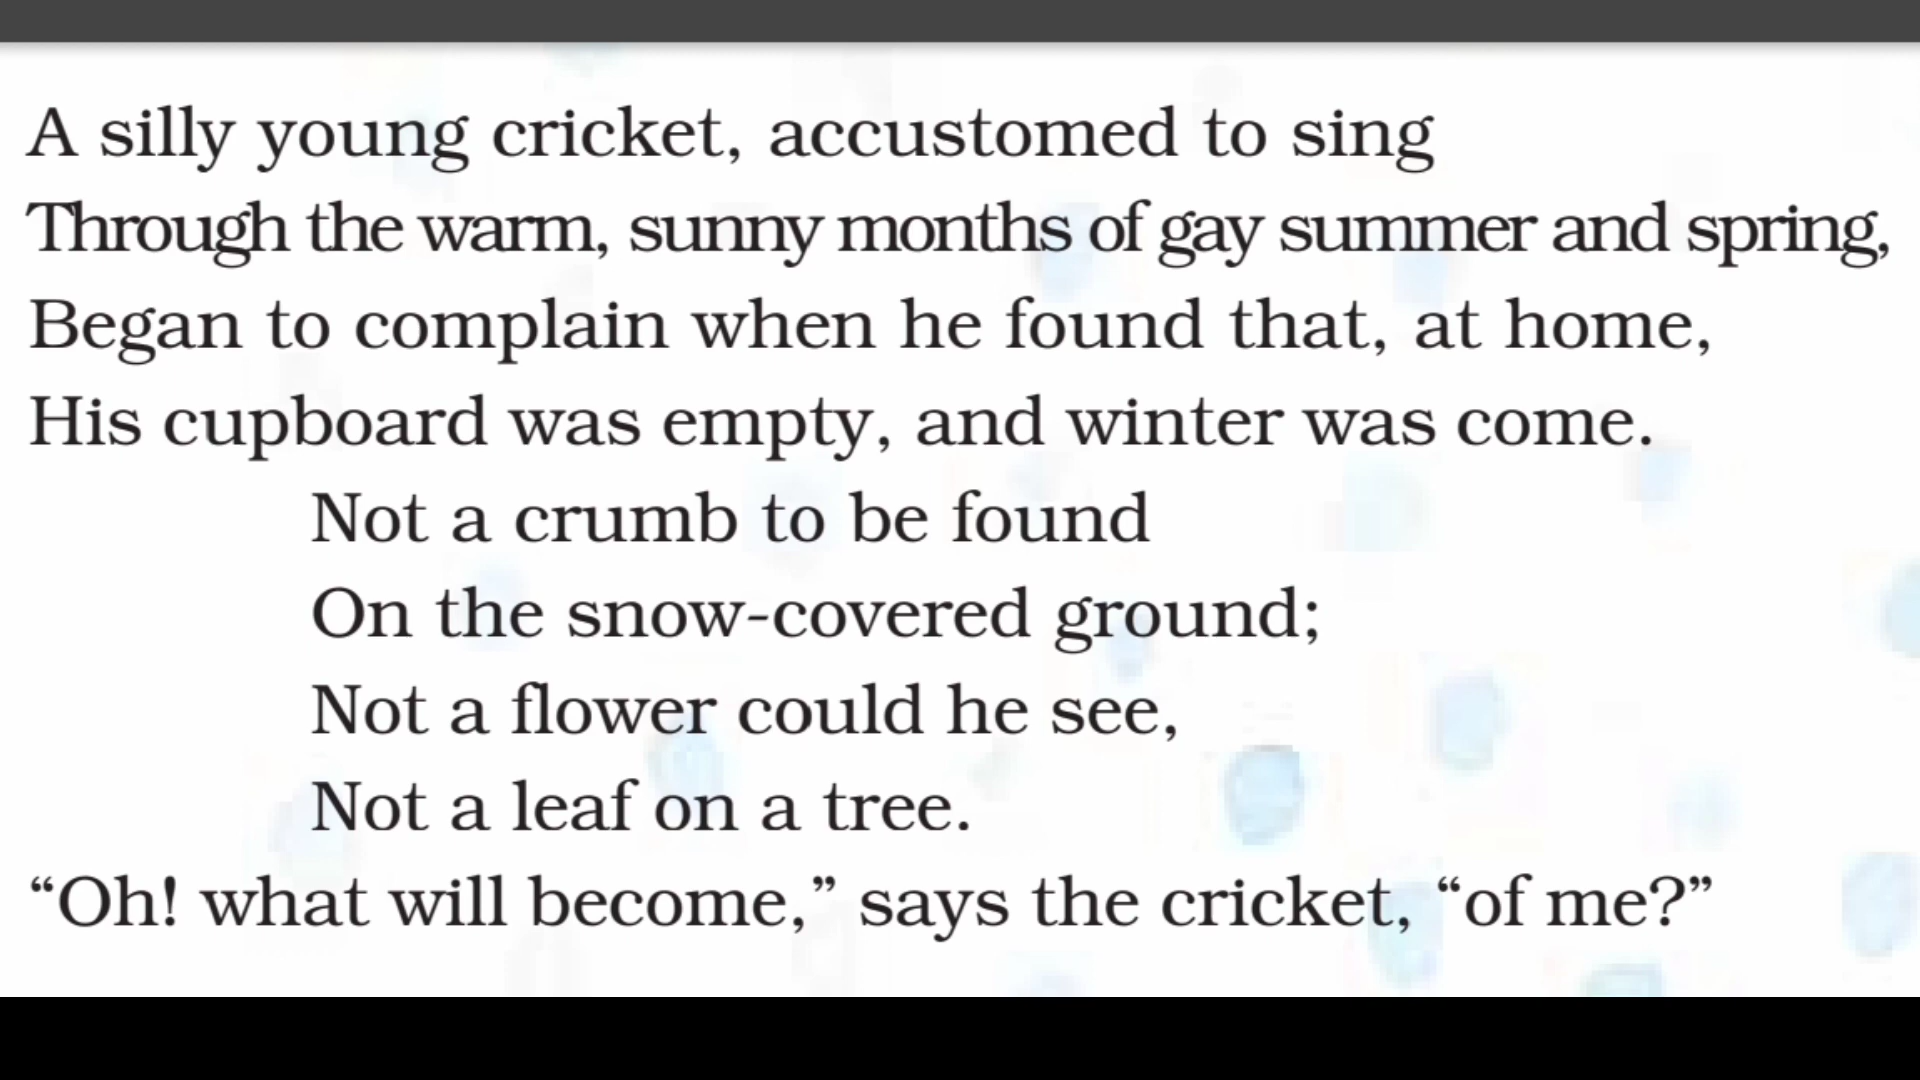 A silly young cricket, accustomed to sing
Through the warm, sunny months of gay summer and spring,
Began to complain when he found that, at home,
His cupboard was empty, and winter was come.
Not a crumb to be found
On the snow-covered ground;
Not a flower could he see,
Not a leaf on a tree.
“Oh! what will become,” says the cricket, “of me?”